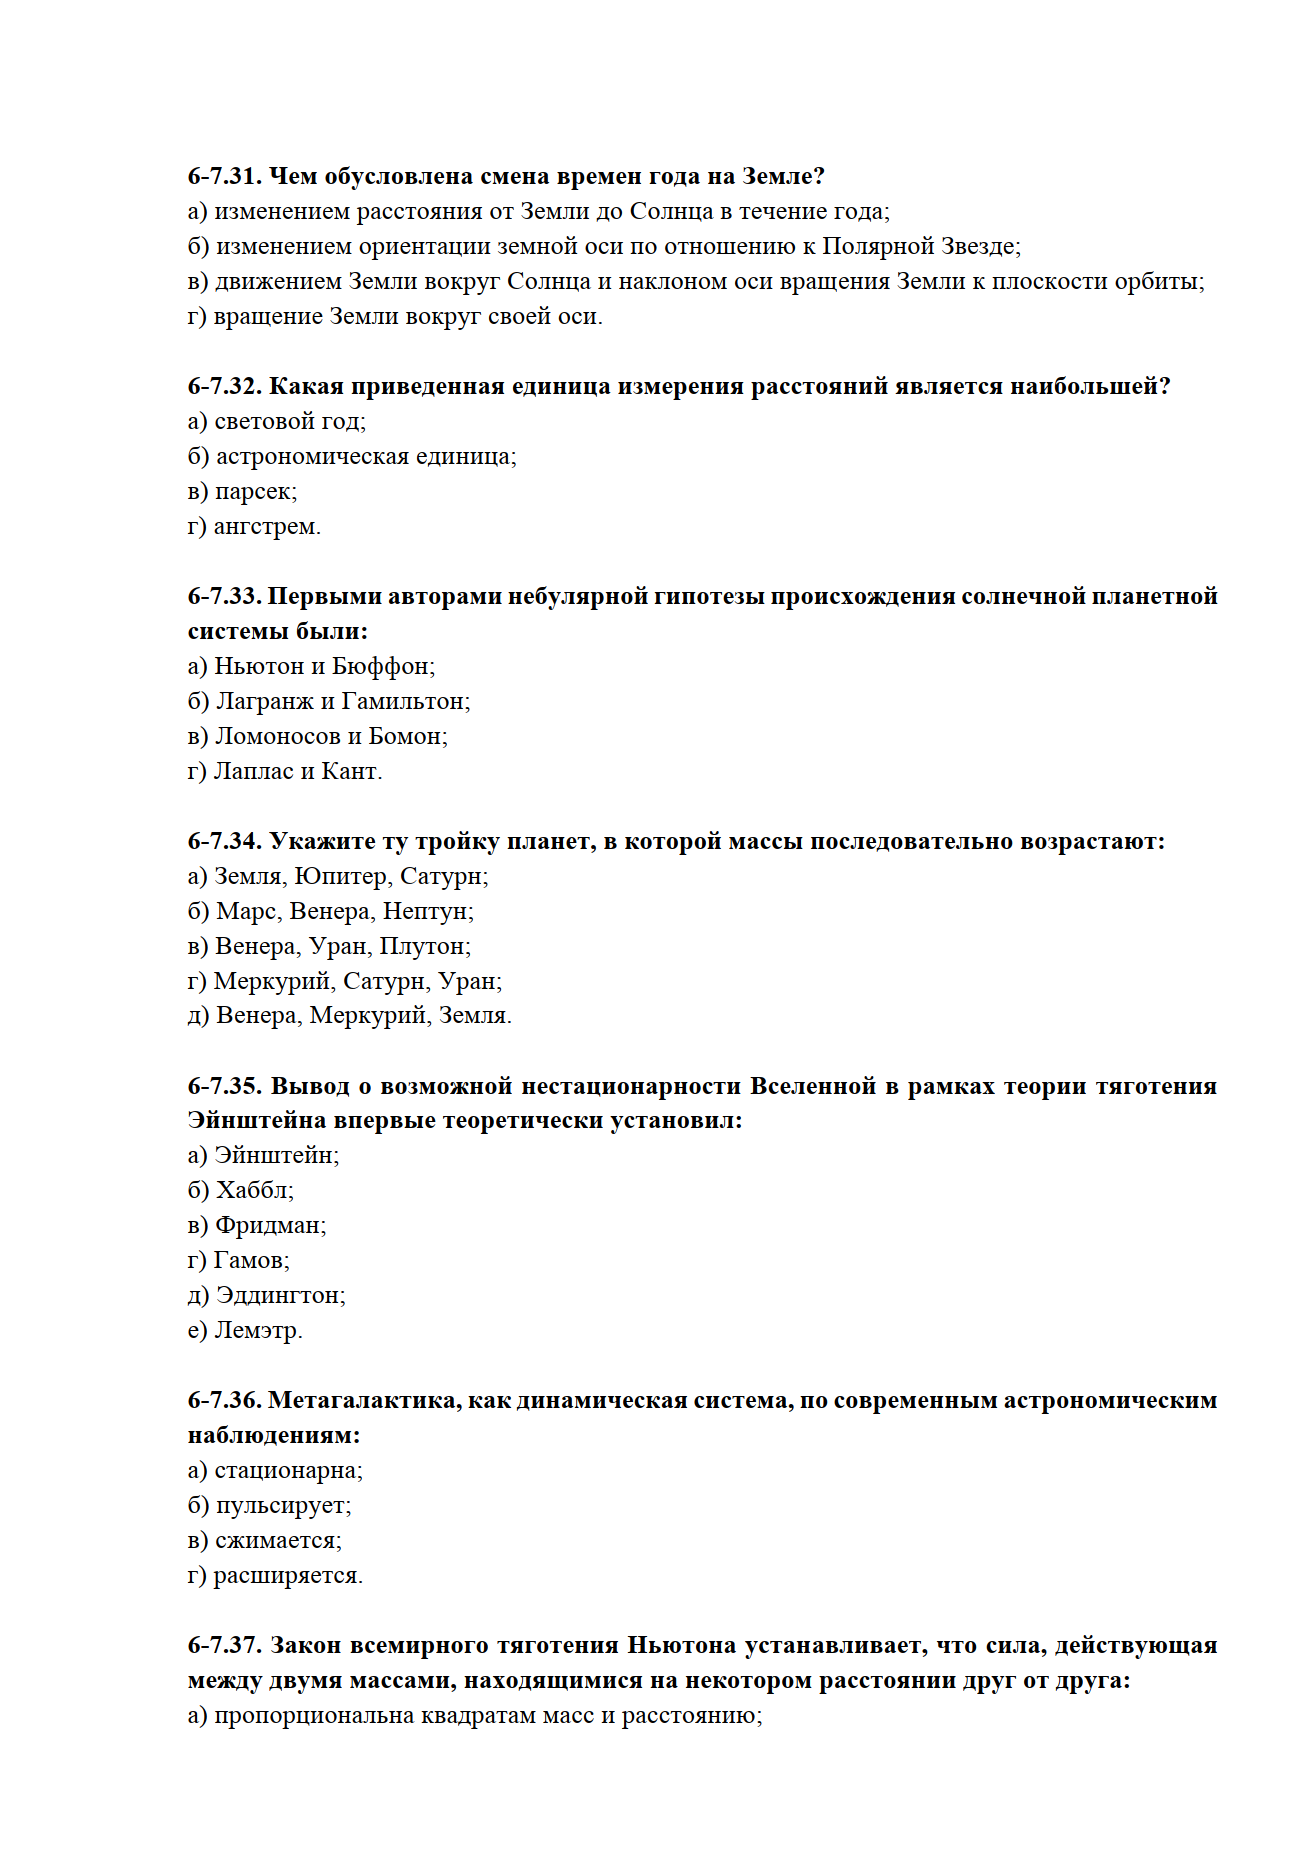 6-7.31. Чем обусловлена смена времен года на Земле?
а) изменением расстояния от Земли до Солнца в течение года;
б) изменением ориентации земной оси по отношению к Полярной Звезде;
в) движением Земли вокруг Солнца и наклоном оси вращения Земли к плоскости орбиты;
г) вращение Земли вокруг своей оси.
6-7.32. Какая приведенная единица измерения расстояний является наибольшей?
а) световой год;
б) астрономическая единица;
в) парсек;
г) ангстрем.
6-7.33. Первыми авторами небулярной гипотезы происхождения солнечной планетной
системы были:
а) Ньютон и Бюффон;
б) Лагранж и Гамильтон;
в) Ломоносов и Бомон;
г) Лаплас и Кант.
6-7.34. Укажите ту тройку планет, в которой массы последовательно возрастают:
а) Земля, Юпитер, Сатурн;
б) Марс, Венера, Нептун;
в) Венера, Уран, Плутон;
г) Меркурий, Сатурн, Уран;
д) Венера, Меркурий, Земля.
6-7.35. Вывод о возможной нестационарности Вселенной в рамках теории тяготения
Эйнштейна впервые теоретически установил:
а) Эйнштейн;
б) Хаббл;
в) Фридман;
г) Гамов;
д) Эддингтон;
е) Лемэтр.
6-7.36. Метагалактика, как динамическая система, по современным астрономическим
наблюдениям:
а) стационарна;
б) пульсирует;
в) сжимается;
г) расширяется.
6-7.37. Закон всемирного тяготения Ньютона устанавливает, что сила, действующая
между двумя массами, находящимися на некотором расстоянии друг от друга:
а) пропорциональна квадратам масс и расстоянию;